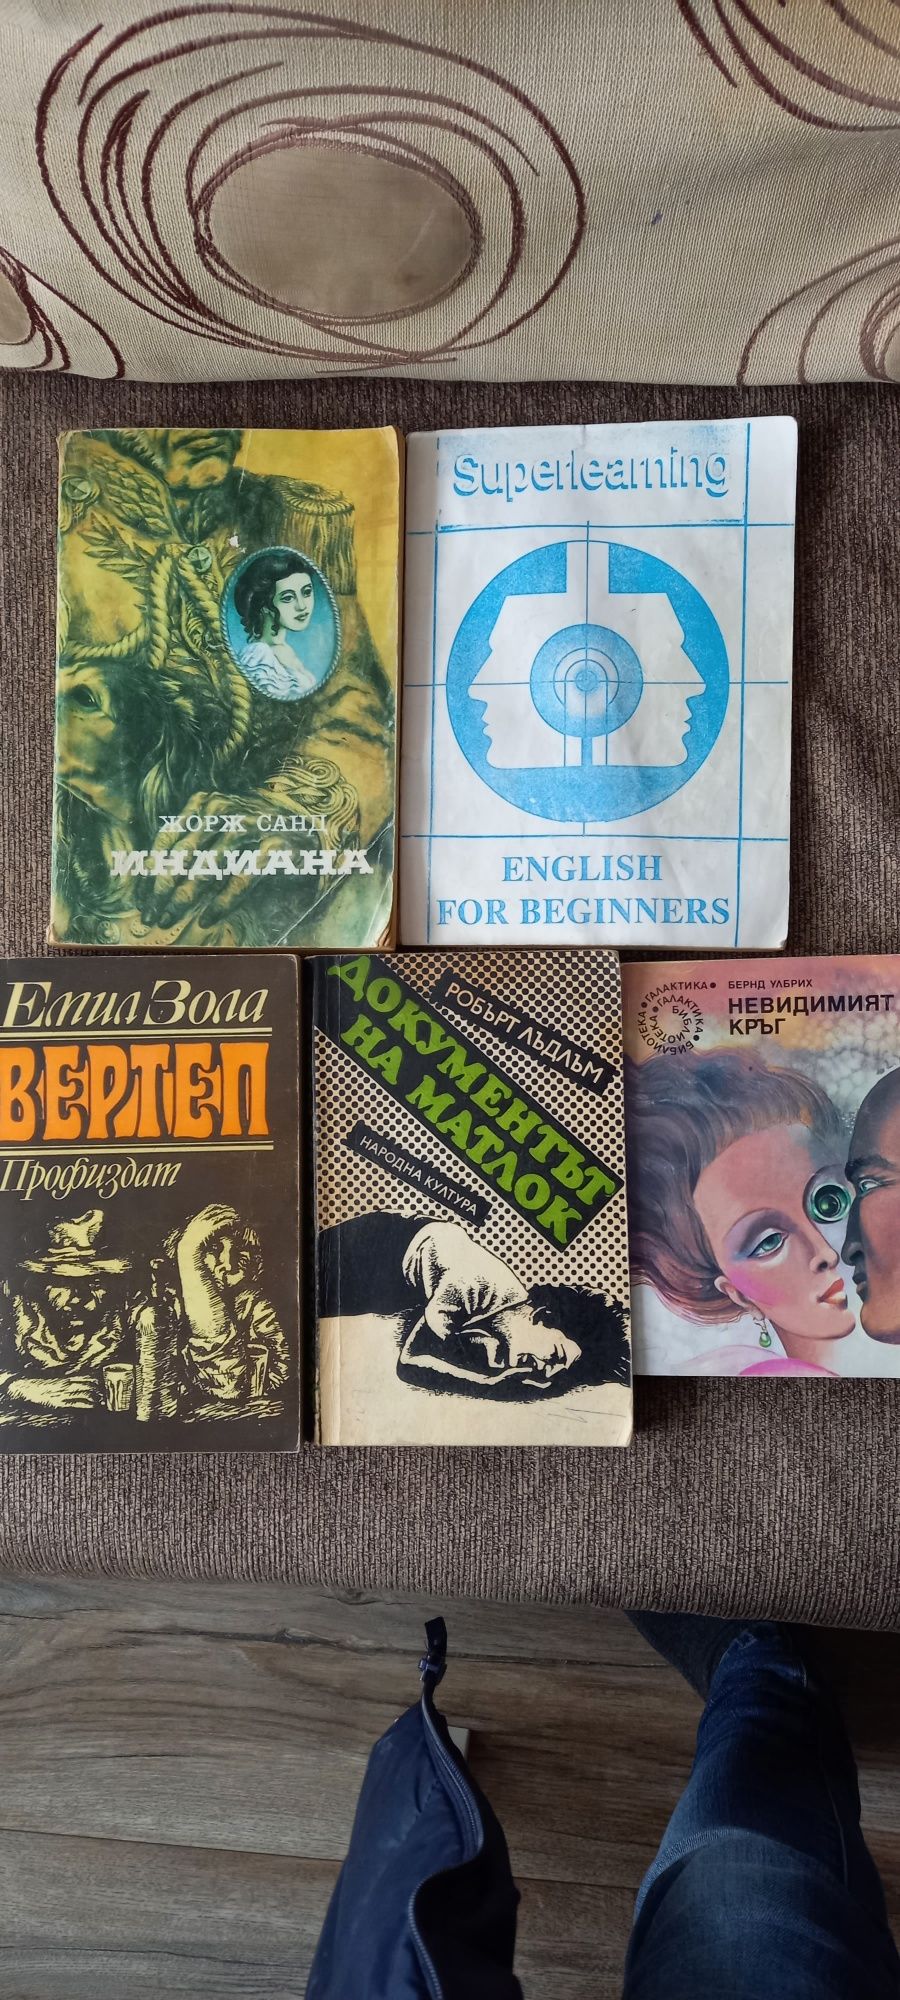 ЖОРЖ САНД
ИНДИАНА
Superlearning
ENGLISH
FOR BEGINNERS
Емил Зола
ВЕРТЕП
Профиздат
РОБЪРТ ЛЪДЛЪМ
ДОКУМЕНТЪТ
НА МАТЛОК
НАРОДНА КУЛТУРА
БИБЛИОТЕКА • ГАЛАКТИКА •
ГАЛАКТИКА • БИБЛИОТЕКА •
БЕРНД УЛБРИХ
НЕВИДИМИЯТ
КРЪГ